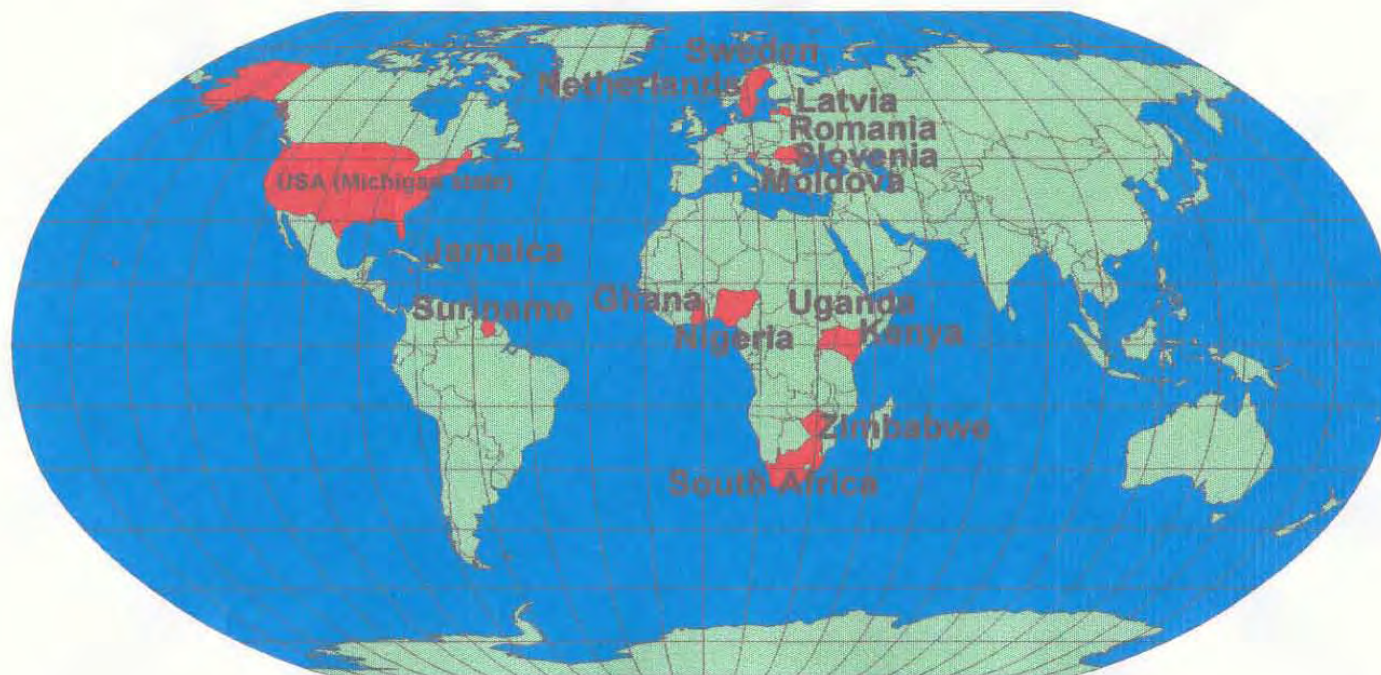 Sweden
Netherlands
Latvia
Romania
Slovenia
USA (Michigan state)
Moldova
Jamaica
Ghana
Uganda
Suriname
Nigeria
Kenya
Zimbabwe
South Africa